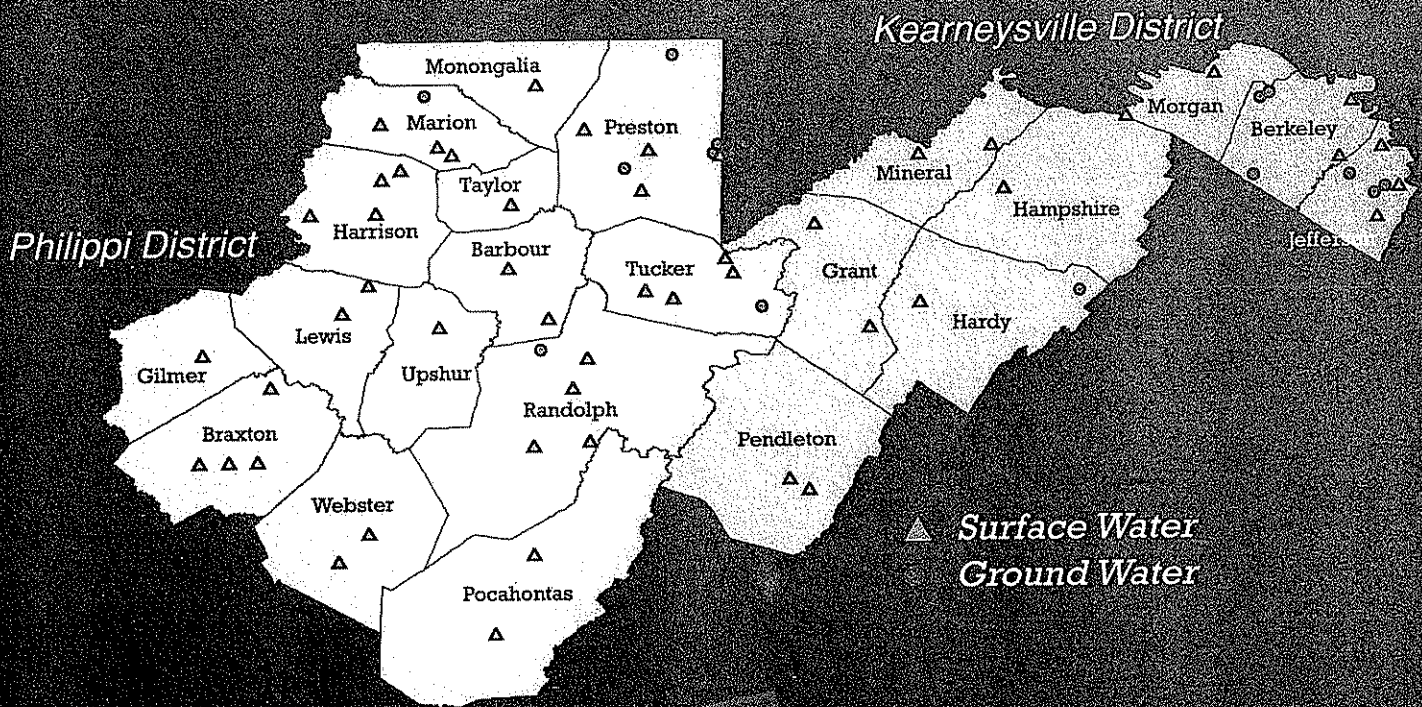 Kearneysville District
Monongalia
Morgan
Marion
Preston
Berkeley
Mineral
Taylor
Hampshire
Harrison
Jefferson
Philippi District
Barbour
Tucker
Grant
Hardy
Lewis
Gilmer
Upshur
Randolph
Braxton
Pendleton
Webster
Surface Water
Ground Water
Pocahontas